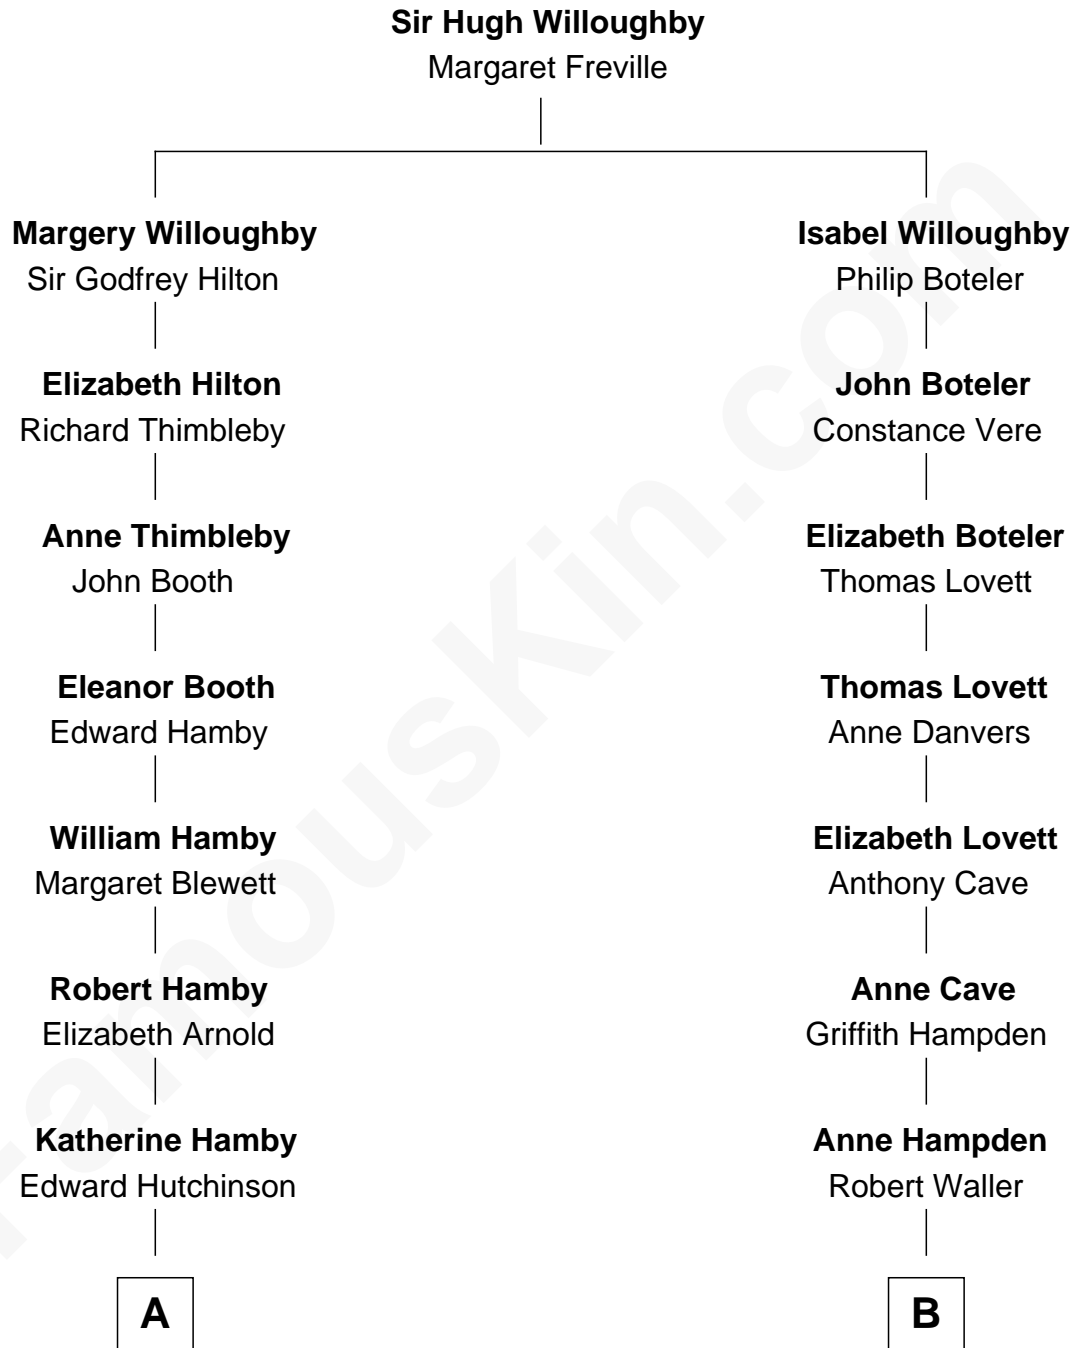 Sir Hugh Willoughby
Margaret Freville
Margery Willoughby
Sir Godfrey Hilton
Isabel Willoughby
Philip Boteler
Elizabeth Hilton
Richard Thimbleby
John Boteler
Constance Vere
Anne Thimbleby
John Booth
Elizabeth Boteler
Thomas Lovett
Eleanor Booth
Edward Hamby
Thomas Lovett
Anne Danvers
William Hamby
Margaret Blewett
Elizabeth Lovett
Anthony Cave
Robert Hamby
Elizabeth Arnold
Anne Cave
Griffith Hampden
Katherine Hamby
Edward Hutchinson
Anne Hampden
Robert Waller
A
B
FamousKin.com